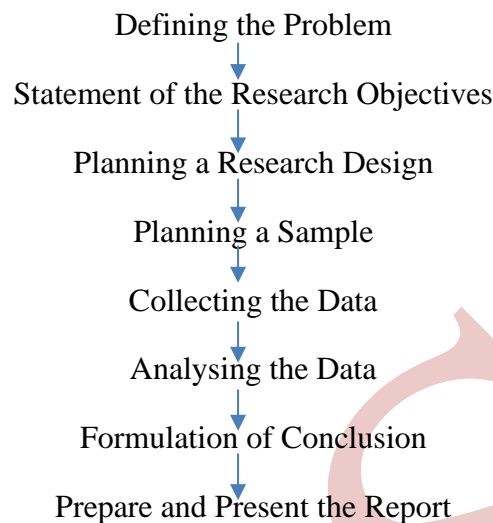 Defining the Problem
Statement of the Research Objectives
Planning a Research Design
Planning a Sample
Collecting the Data
Analysing the Data
Formulation of Conclusion
Prepare and Present the Report